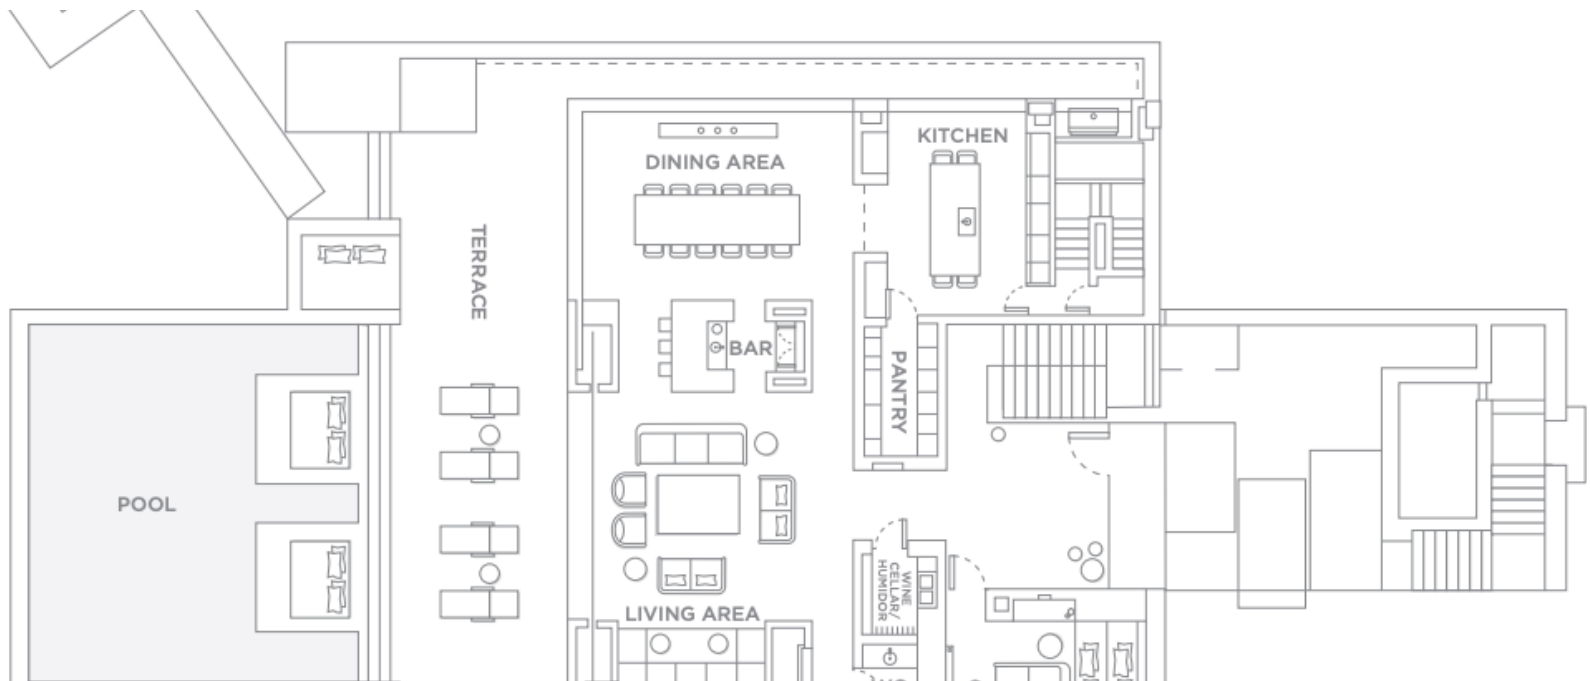 KITCHEN
DINING AREA
TERRACE
BAR
PANTRY
POOL
WINE
CELLAR/
HUMIDOR
LIVING AREA